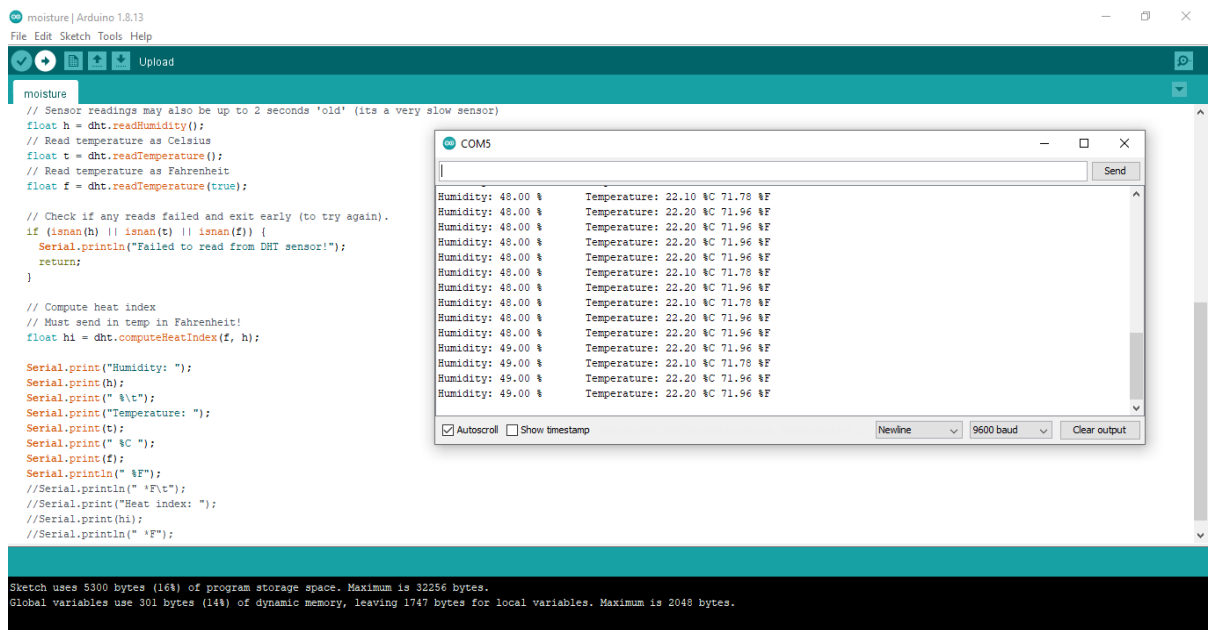 moisture | Arduino 1.8.13
File Edit Sketch Tools Help
Upload
moisture
// Sensor readings may also be up to 2 seconds 'old' (its a very slow sensor)
float h = dht.readHumidity();
// Read temperature as Celsius
float t = dht.readTemperature();
// Read temperature as Fahrenheit
float f = dht.readTemperature(true);
// Check if any reads failed and exit early (to try again).
if (isnan(h) || isnan(t) || isnan(f)) {
Serial.println("Failed to read from DHT sensor!");
return;
}
// Compute heat index
// Must send in temp in Fahrenheit!
float hi = dht.computeHeatIndex(f, h);
Serial.print("Humidity: ");
Serial.print(h);
Serial.print(" %\t");
Serial.print("Temperature: ");
Serial.print(t);
Serial.print(" %C ");
Serial.print(f);
Serial.println(" %F");
//Serial.println(" *F\t");
//Serial.print("Heat index: ");
//Serial.print(hi);
//Serial.println(" *F");
COM5
Send
Humidity: 48.00 % Temperature: 22.10 %C 71.78 %F
Humidity: 48.00 % Temperature: 22.20 %C 71.96 %F
Humidity: 48.00 % Temperature: 22.20 %C 71.96 %F
Humidity: 48.00 % Temperature: 22.20 %C 71.96 %F
Humidity: 48.00 % Temperature: 22.20 %C 71.96 %F
Humidity: 48.00 % Temperature: 22.10 %C 71.78 %F
Humidity: 48.00 % Temperature: 22.20 %C 71.96 %F
Humidity: 48.00 % Temperature: 22.10 %C 71.78 %F
Humidity: 48.00 % Temperature: 22.20 %C 71.96 %F
Humidity: 48.00 % Temperature: 22.20 %C 71.96 %F
Humidity: 49.00 % Temperature: 22.20 %C 71.96 %F
Humidity: 49.00 % Temperature: 22.10 %C 71.78 %F
Humidity: 49.00 % Temperature: 22.20 %C 71.96 %F
Humidity: 49.00 % Temperature: 22.20 %C 71.96 %F
Autoscroll Show timestamp Newline 9600 baud Clear output
Sketch uses 5300 bytes (16%) of program storage space. Maximum is 32256 bytes.
Global variables use 301 bytes (14%) of dynamic memory, leaving 1747 bytes for local variables. Maximum is 2048 bytes.